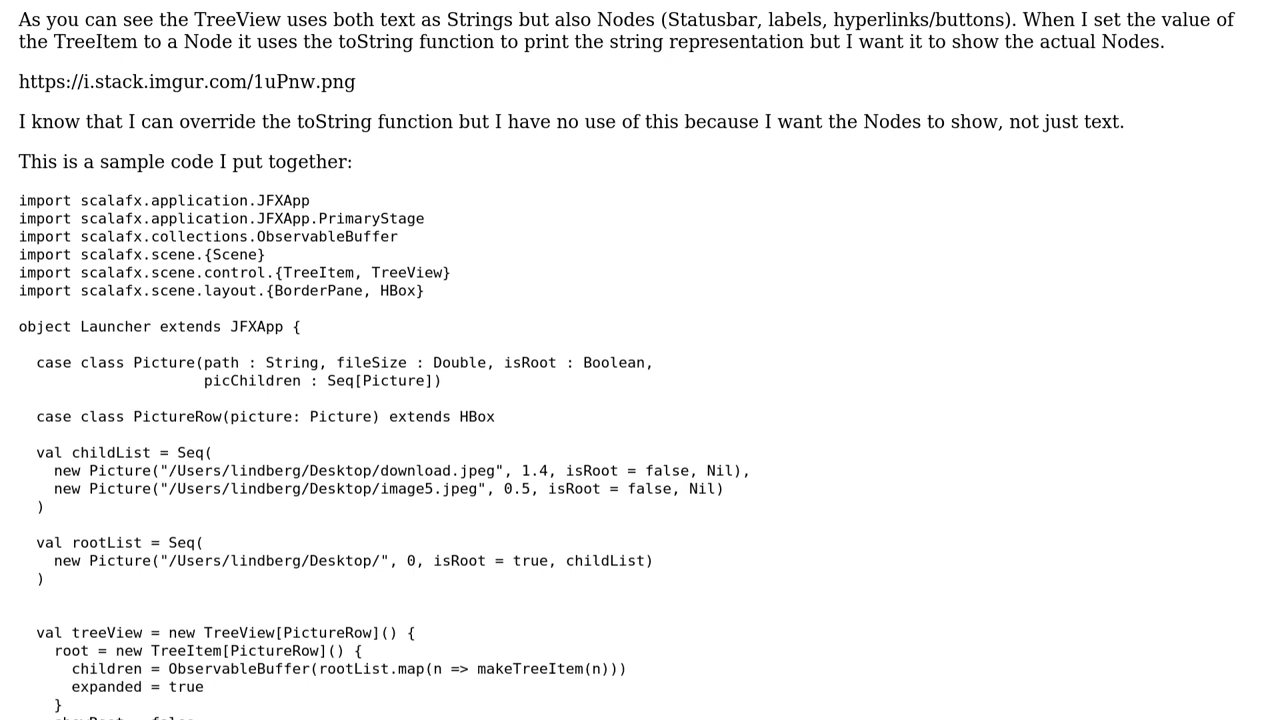 As you can see the TreeView uses both text as Strings but also Nodes (Statusbar, labels, hyperlinks/buttons). When I set the value of
the TreeItem to a Node it uses the toString function to print the string representation but I want it to show the actual Nodes.
https://i.stack.imgur.com/1uPnw.png
I know that I can override the toString function but I have no use of this because I want the Nodes to show, not just text.
This is a sample code I put together:
import scalafx.application.JFXApp
import scalafx.application.JFXApp.PrimaryStage
import scalafx.collections.ObservableBuffer
import scalafx.scene.{Scene}
import scalafx.scene.control.{TreeItem, TreeView}
import scalafx.scene.layout.{BorderPane, HBox}
object Launcher extends JFXApp {
  case class Picture(path : String, fileSize : Double, isRoot : Boolean,
                     picChildren : Seq[Picture])
  case class PictureRow(picture: Picture) extends HBox
  val childList = Seq(
    new Picture("/Users/lindberg/Desktop/download.jpeg", 1.4, isRoot = false, Nil),
    new Picture("/Users/lindberg/Desktop/image5.jpeg", 0.5, isRoot = false, Nil)
  )
  val rootList = Seq(
    new Picture("/Users/lindberg/Desktop/", 0, isRoot = true, childList)
  )
  val treeView = new TreeView[PictureRow]() {
    root = new TreeItem[PictureRow]() {
      children = ObservableBuffer(rootList.map(n => makeTreeItem(n)))
      expanded = true
    }